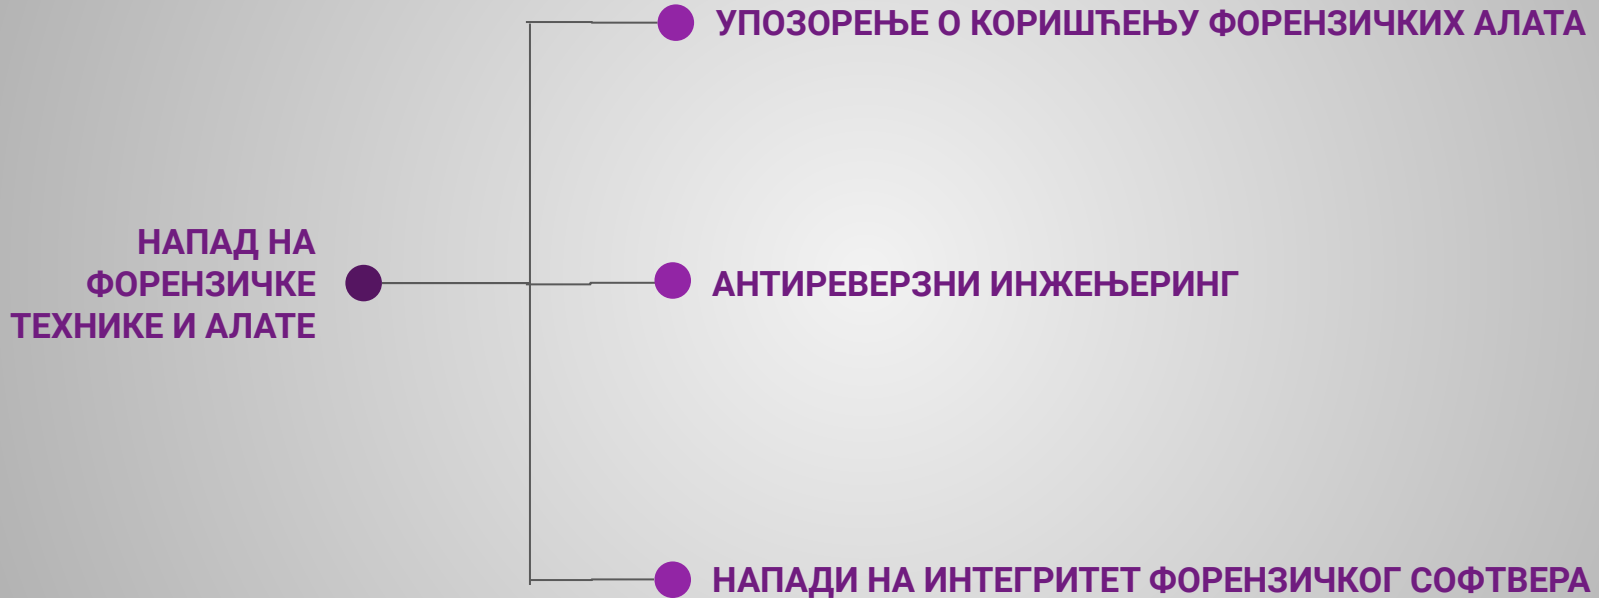 УПОЗОРЕЊЕ О КОРИШЋЕЊУ ФОРЕНЗИЧКИХ АЛАТА
НАПАД НА
ФОРЕНЗИЧКЕ
ТЕХНИКЕ И АЛАТЕ
АНТИРЕВЕРЗНИ ИНЖЕЊЕРИНГ
НАПАДИ НА ИНТЕГРИТЕТ ФОРЕНЗИЧКОГ СОФТВЕРА